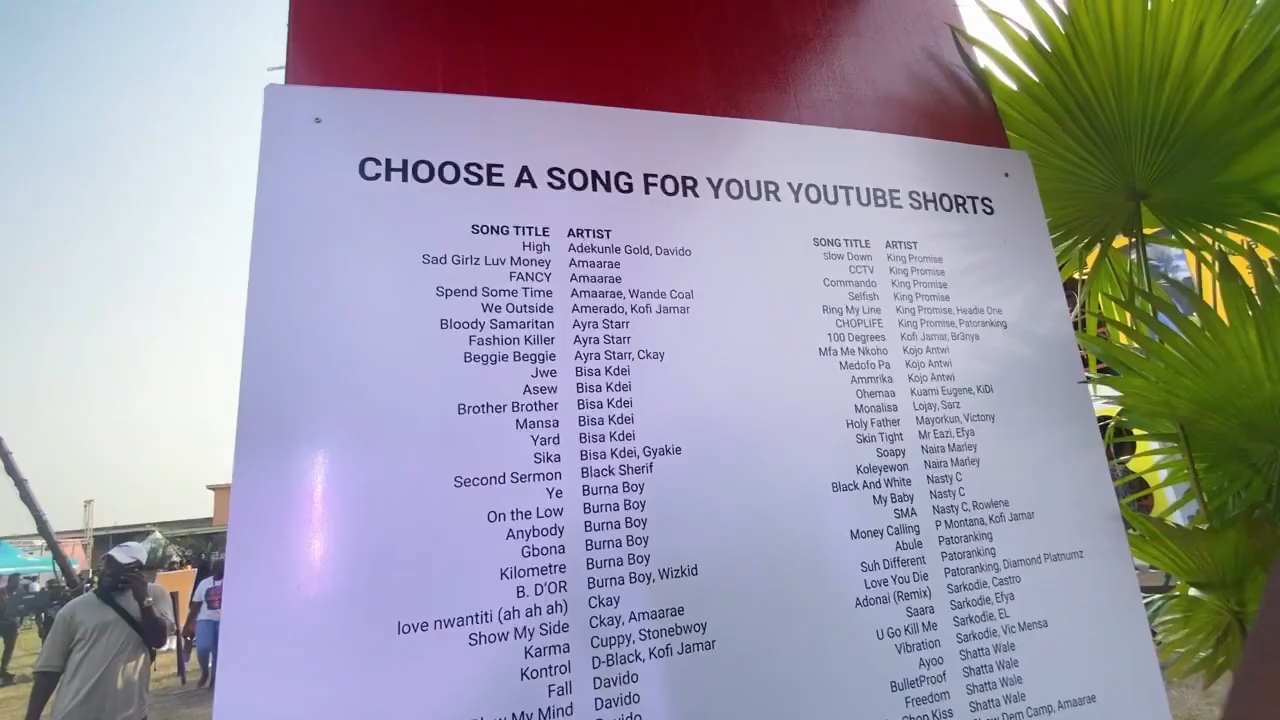 CHOOSE A SONG FOR YOUR YOUTUBE SHORTS
SONG TITLE ARTIST
High Adekunle Gold, Davido
Sad Girlz Luv Money Amaarae
FANCY Amaarae
Spend Some Time Amaarae, Wande Coal
We Outside Amerado, Kofi Jamar
Bloody Samaritan Ayra Starr
Fashion Killer Ayra Starr
Beggie Beggie Ayra Starr, Ckay
Jwe Bisa Kdei
Asew Bisa Kdei
Brother Brother Bisa Kdei
Mansa Bisa Kdei
Yard Bisa Kdei
Sika Bisa Kdei, Gyakie
Second Sermon Black Sherif
Ye Burna Boy
On the Low Burna Boy
Anybody Burna Boy
Gbona Burna Boy
Kilometre Burna Boy
B. D'OR Burna Boy, Wizkid
love nwantiti (ah ah ah) Ckay
Show My Side Ckay, Amaarae
Karma Cuppy, Stonebwoy
Kontrol D-Black, Kofi Jamar
Fall Davido
My Mind Davido
Davido
SONG TITLE ARTIST
Slow Down King Promise
CCTV King Promise
Commando King Promise
Selfish King Promise
Ring My Line King Promise, Headie One
CHOPLIFE King Promise, Patoranking
100 Degrees Kofi Jamar, Br3nya
Mfa Me Nkoho Kojo Antwi
Medofo Pa Kojo Antwi
Ammrika Kojo Antwi
Ohemaa Kuami Eugene, KiDi
Monalisa Lojay, Sarz
Holy Father Mayorkun, Victony
Skin Tight Mr Eazi, Efya
Soapy Naira Marley
Koleyewon Naira Marley
Black And White Nasty C
My Baby Nasty C
SMA Nasty C, Rowlene
Money Calling P Montana, Kofi Jamar
Abule Patoranking
Suh Different Patoranking
Love You Die Patoranking, Diamond Platnumz
Adonai (Remix) Sarkodie, Castro
Saara Sarkodie, Efya
U Go Kill Me Sarkodie, EL
Vibration Sarkodie, Vic Mensa
Ayoo Shatta Wale
BulletProof Shatta Wale
Freedom Shatta Wale
Chop Kiss Shatta Wale
Dem Camp, Amaarae